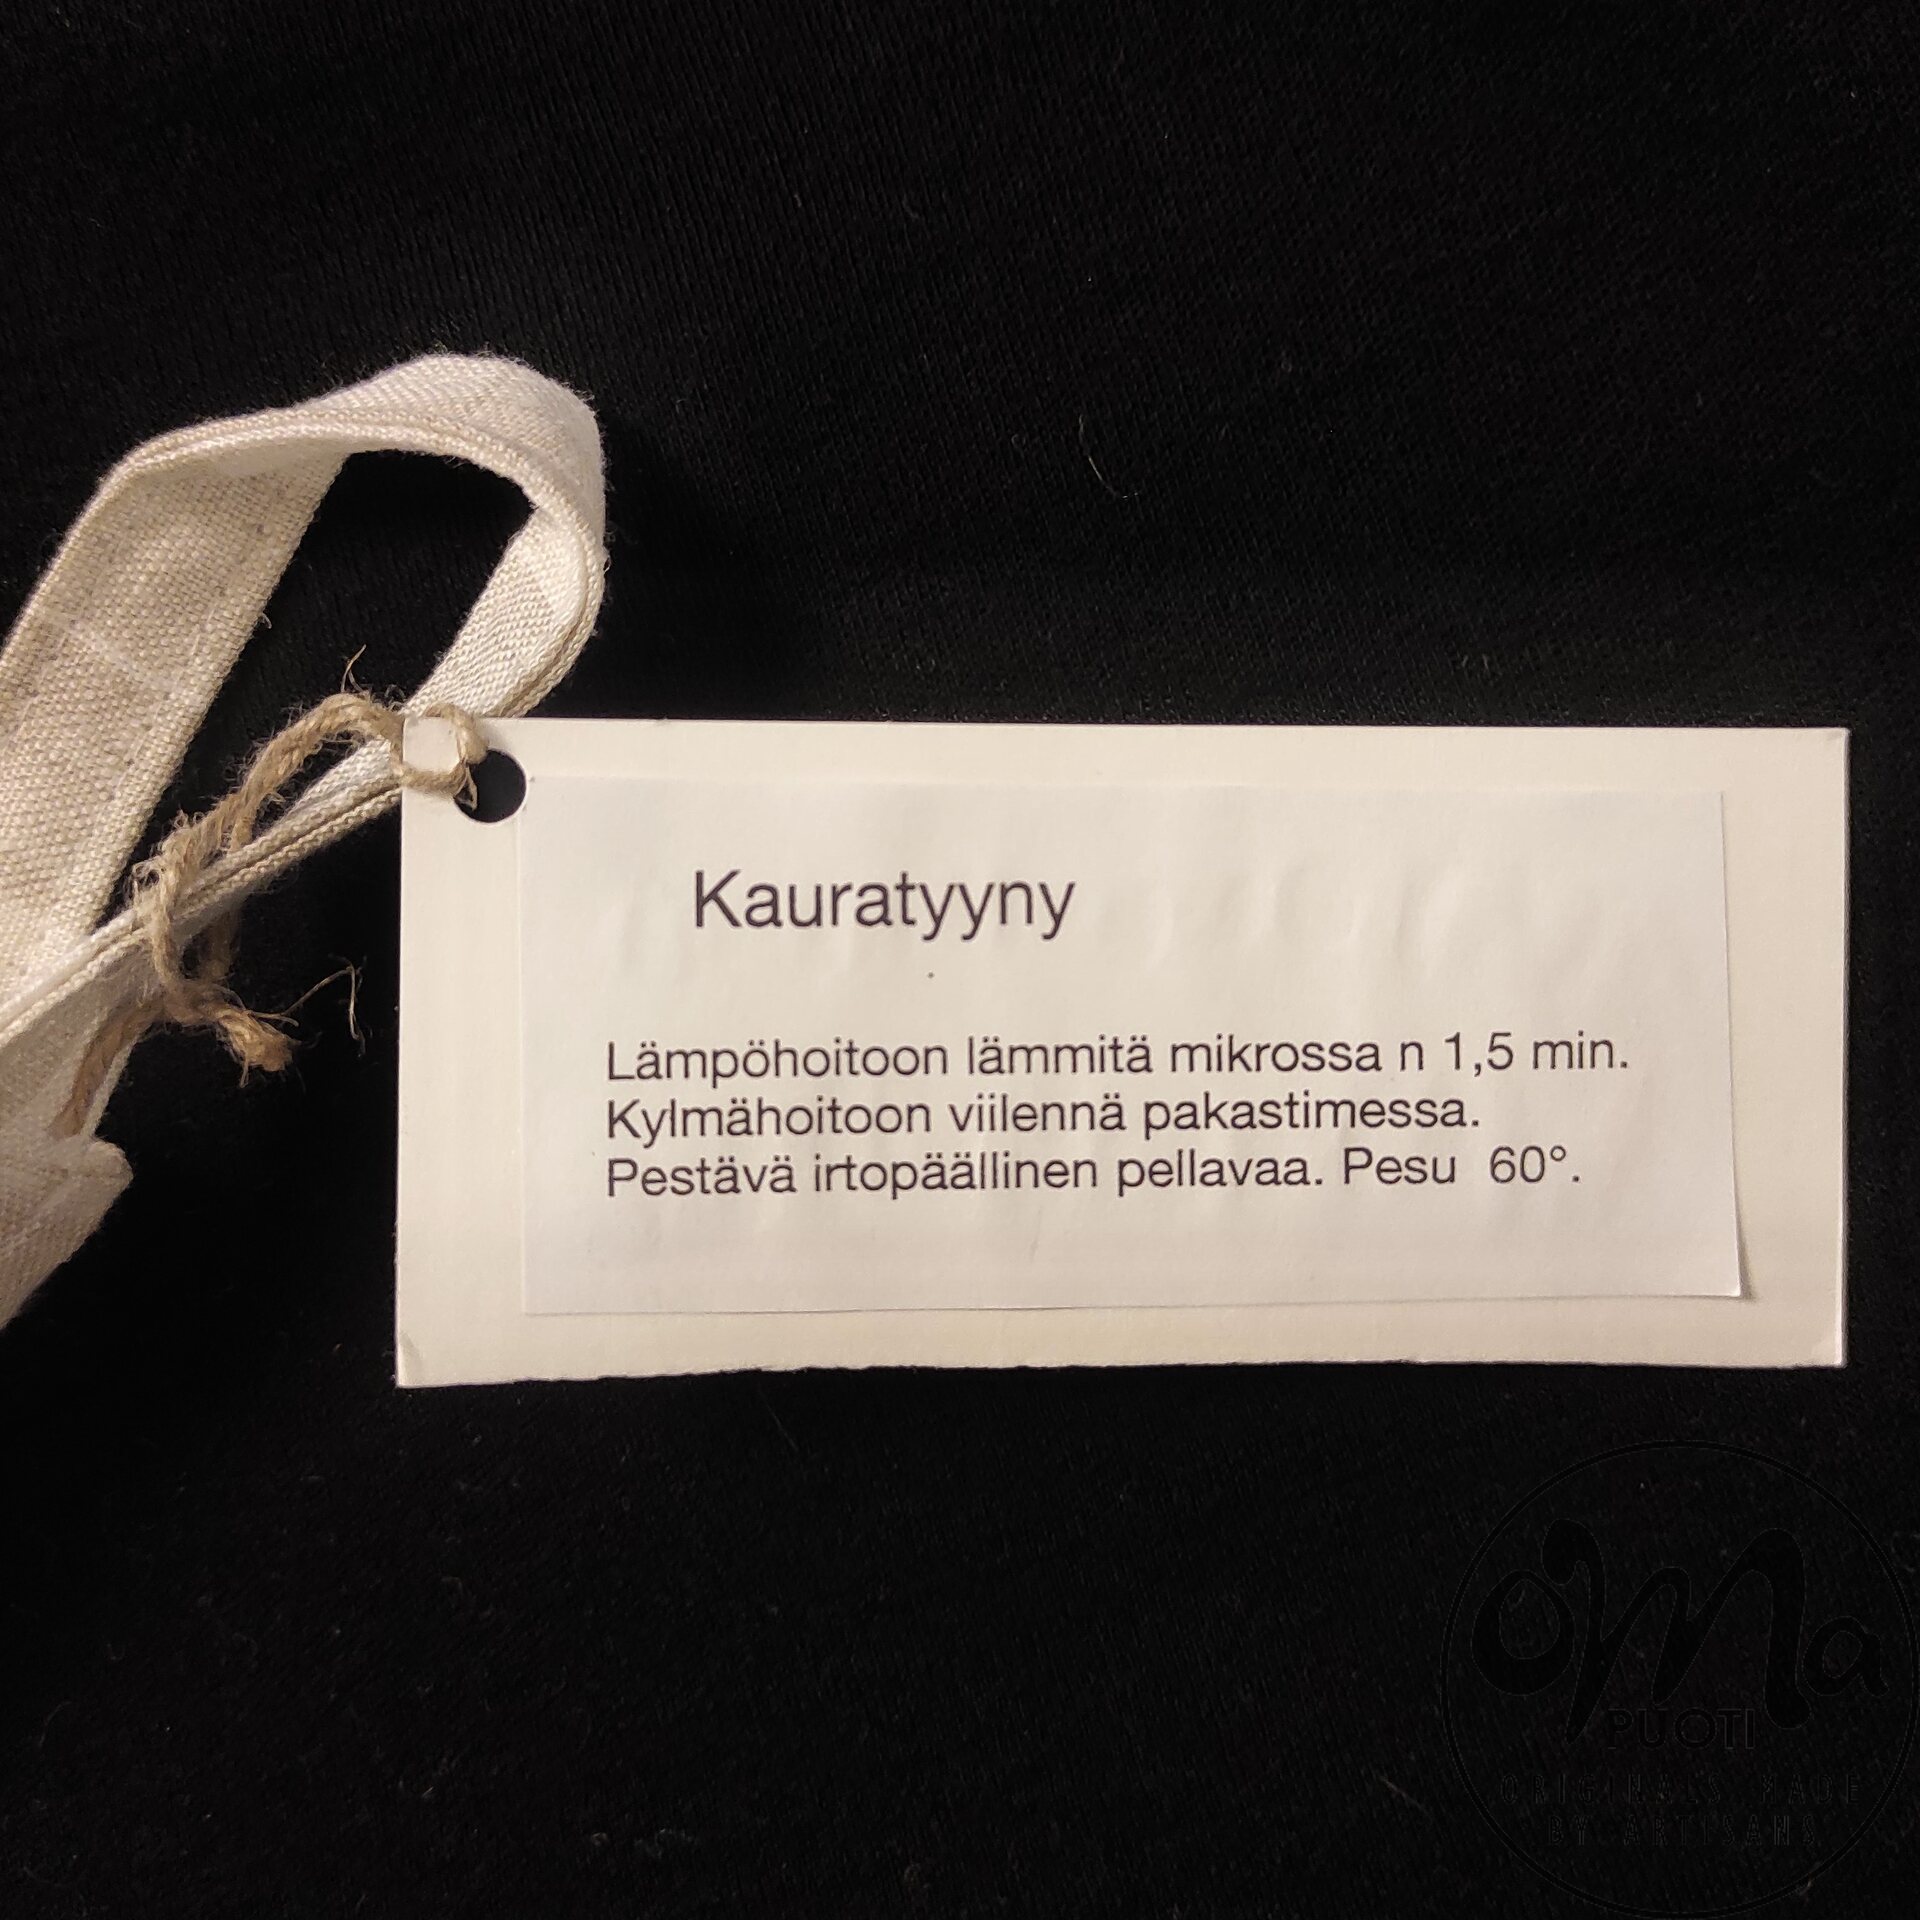 Kauratyyny
Lämpöhoitoon lämmitä mikrossa n 1,5 min.
Kylmähoitoon viilennä pakastimessa.
Pestävä irtopäällinen pellavaa. Pesu  60°.
oma
PUOTI
ORIGINALS MADE
BY ARTISANS